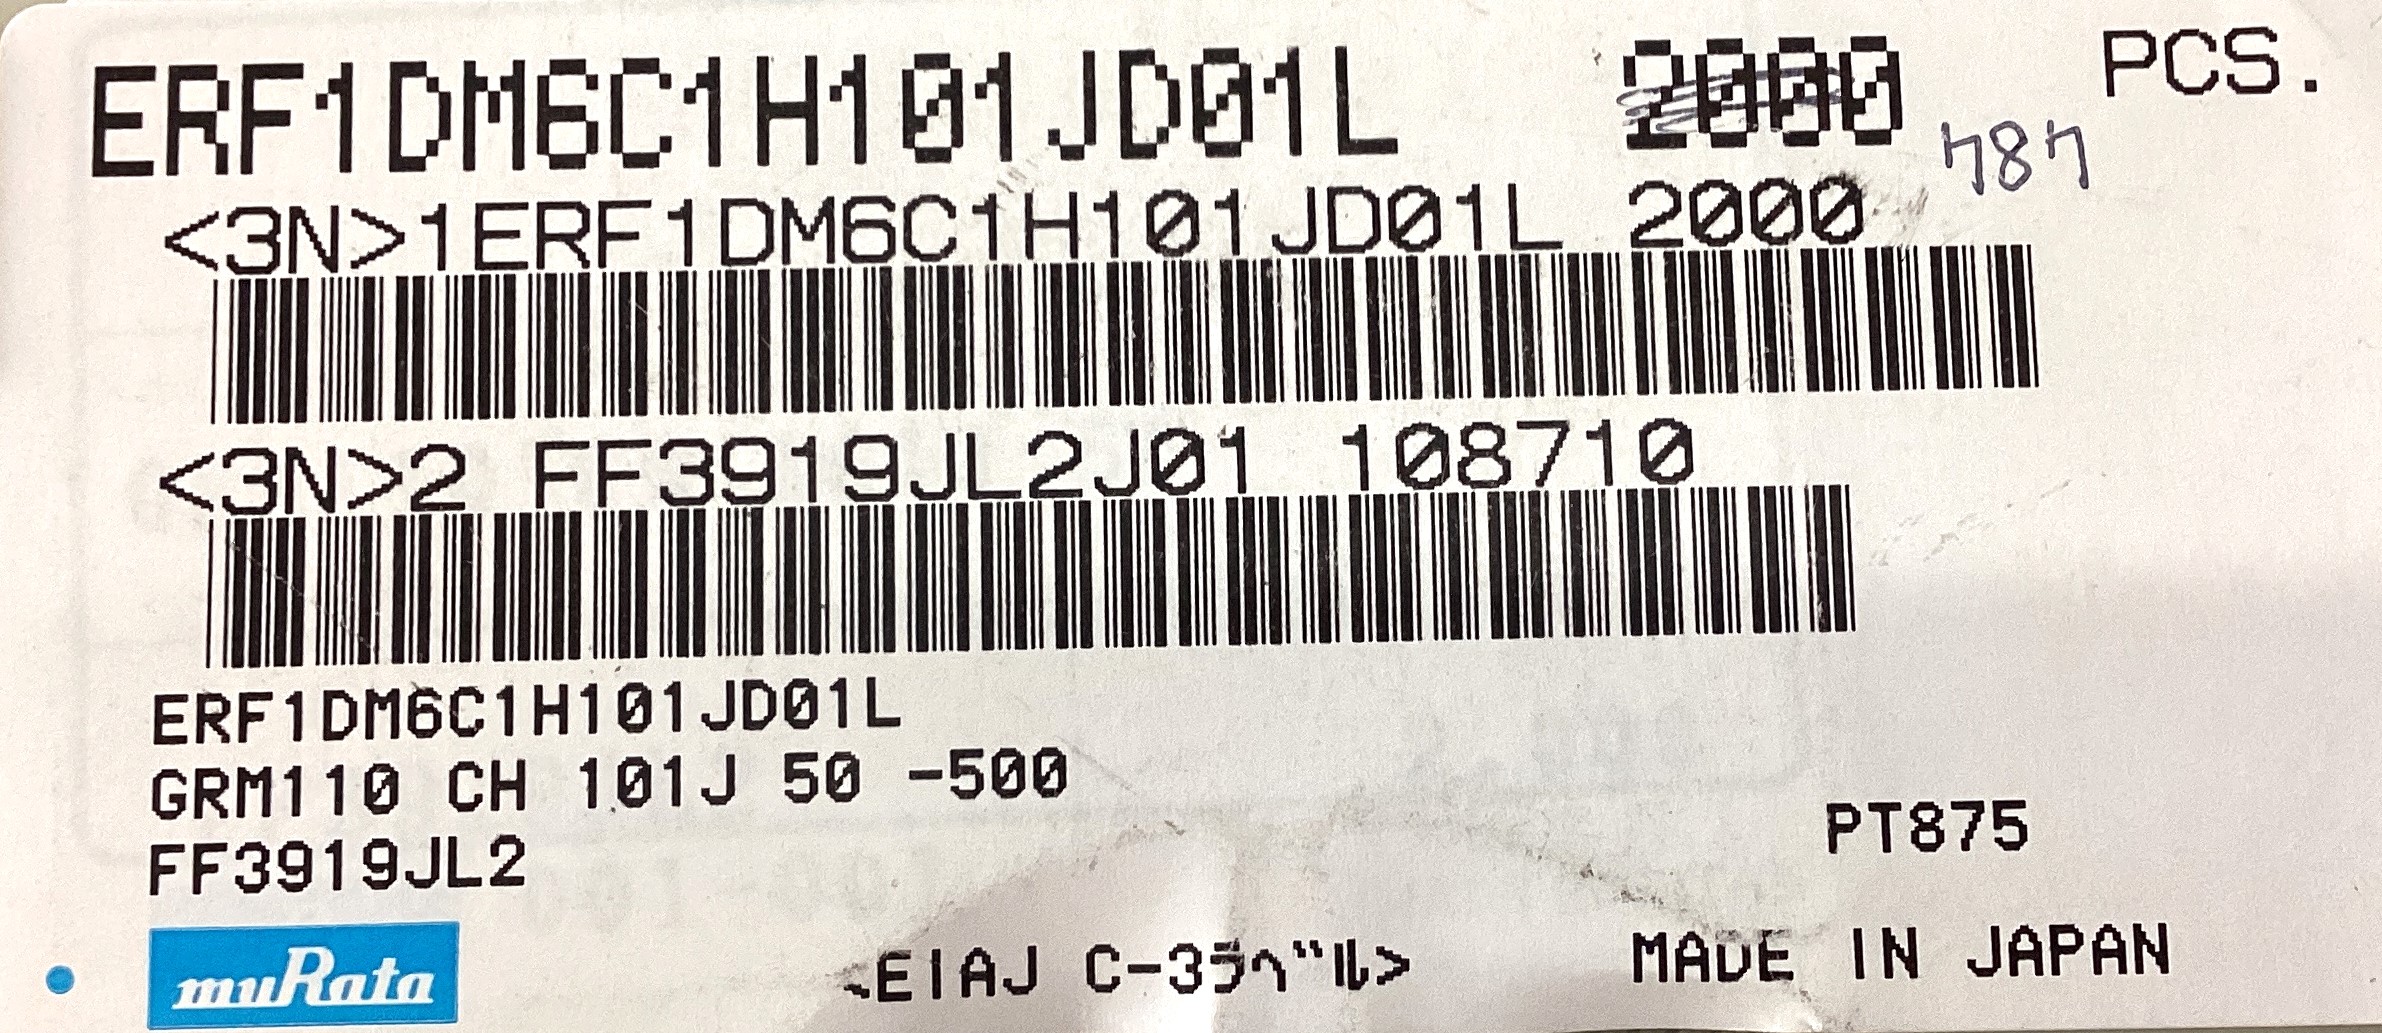 ERF1DM6C1H101JD01L 2000 PCS.
787
<3N>1ERF1DM6C1H101JD01L 2000
<3N>2 FF3919JL2J01 108710
ERF1DM6C1H101JD01L
GRM110 CH 101J 50 -500
PT875
FF3919JL2
muRata
<EIAJ C-3ﾗﾍﾞﾙ>
MADE IN JAPAN